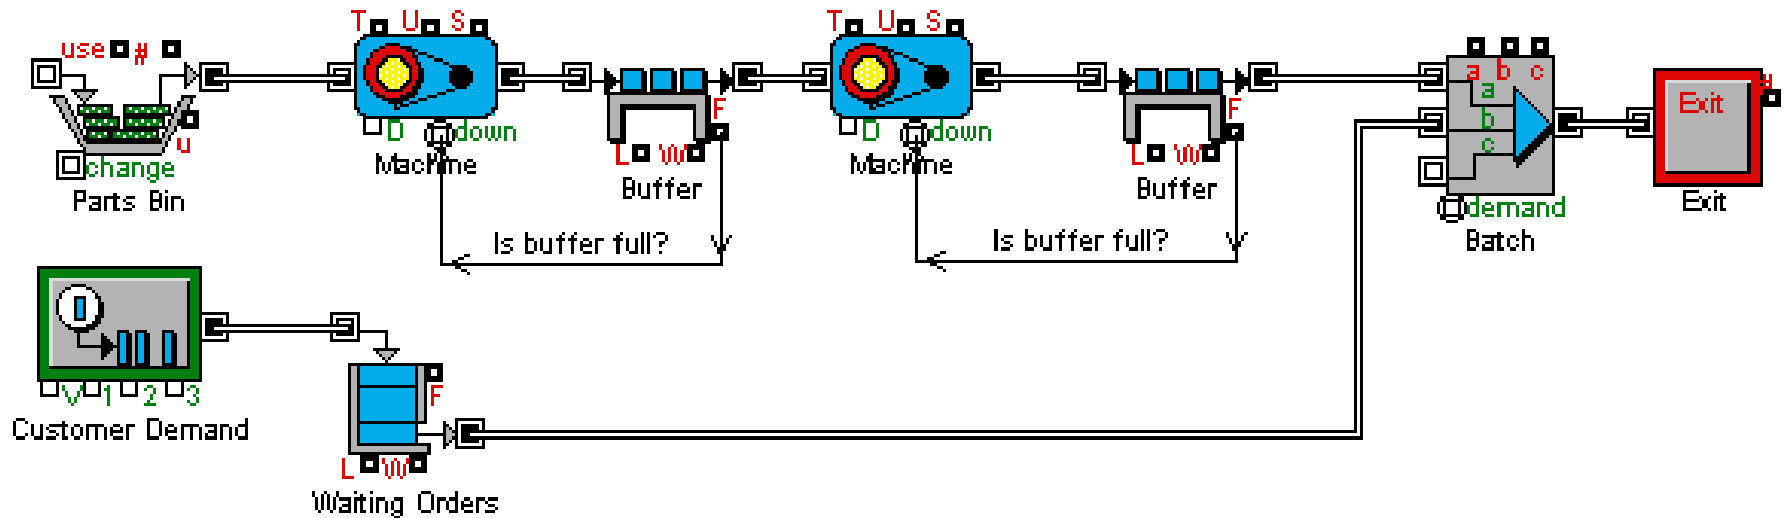 use #
T U S
T U S
a b c
a
b
c
Exit
#
u
change
Parts Bin
D down
Machine
F
L W
Buffer
D down
Machine
F
L W
Buffer
demand
Batch
Exit
Is buffer full?
Is buffer full?
V 1 2 3
Customer Demand
F
L W
Waiting Orders